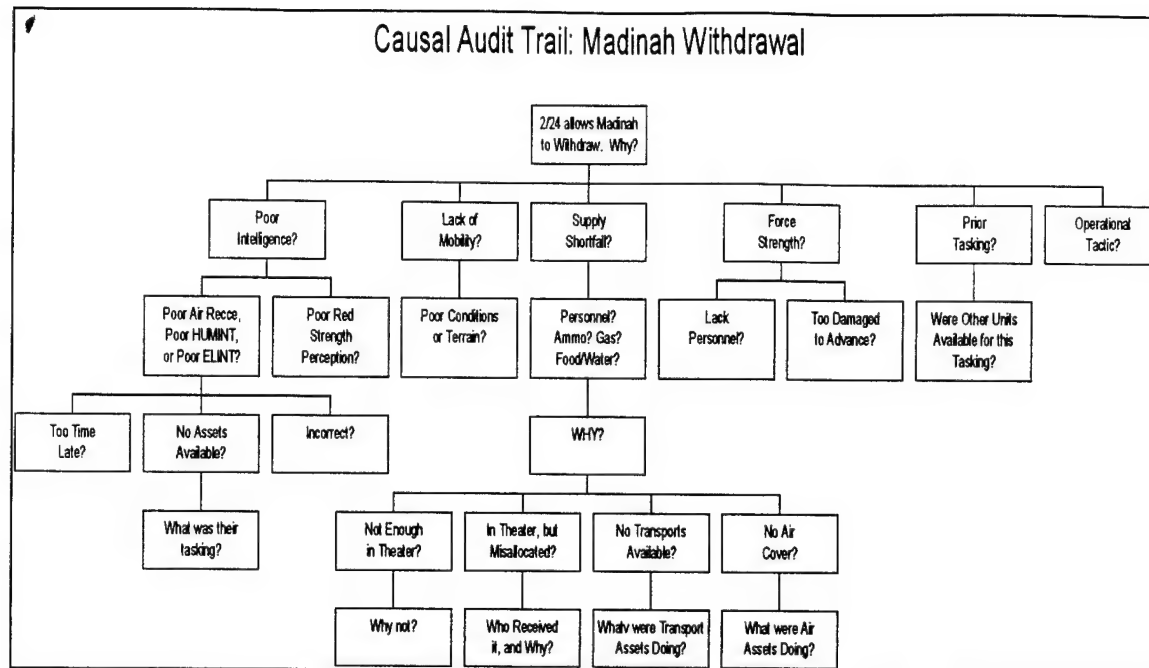 Causal Audit Trail: Madinah Withdrawal
2/24 allows Madinah
to Withdraw. Why?
Poor
Intelligence?
Lack of
Mobility?
Supply
Shortfall?
Force
Strength?
Prior
Tasking?
Operational
Tactic?
Poor Air Recce,
Poor HUMINT,
or Poor ELINT?
Poor Red
Strength
Perception?
Poor Conditions
or Terrain?
Personnel?
Ammo? Gas?
Food/Water?
Lack
Personnel?
Too Damaged
to Advance?
Were Other Units
Available for this
Tasking?
Too Time
Late?
No Assets
Available?
Incorrect?
WHY?
What was their
tasking?
Not Enough
in Theater?
In Theater, but
Misallocated?
No Transports
Available?
No Air
Cover?
Why not?
Who Received
it, and Why?
Whatv were Transport
Assets Doing?
What were Air
Assets Doing?